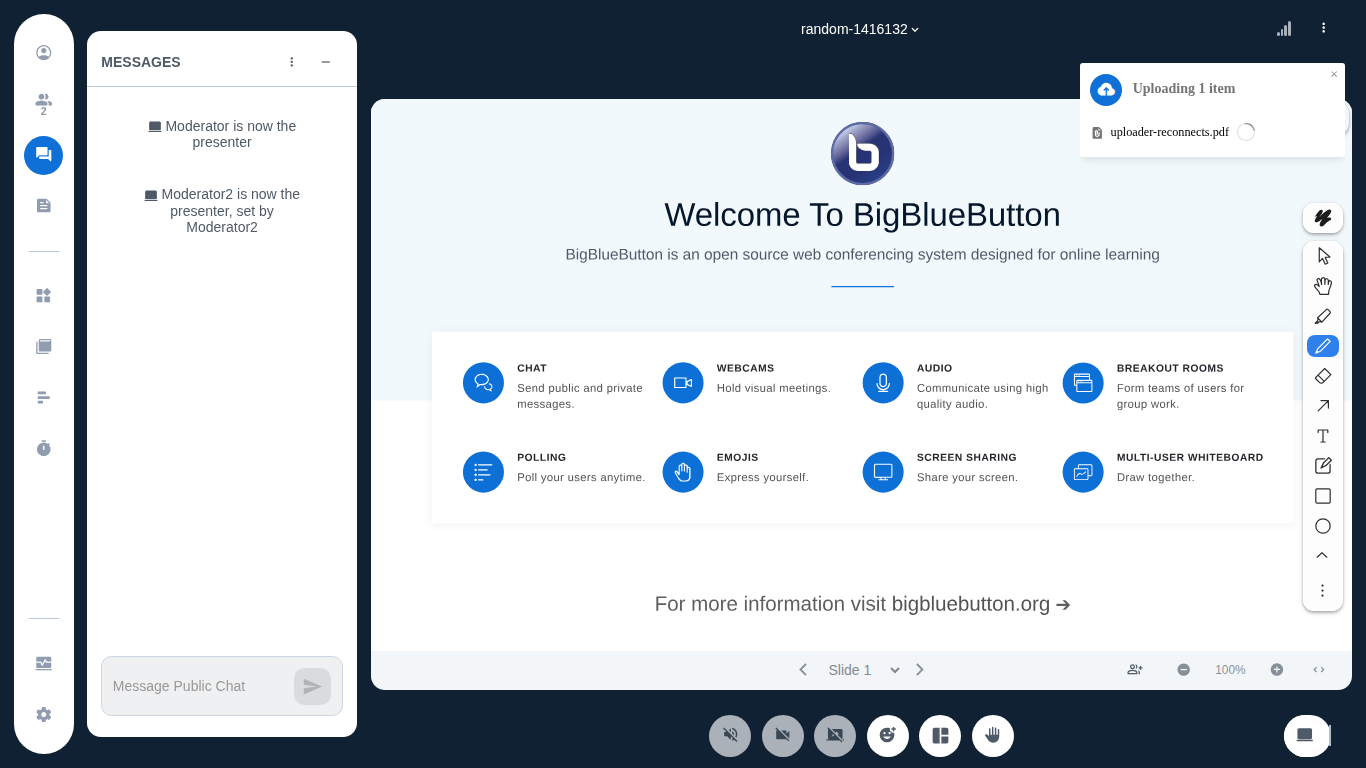 random-1416132
2
MESSAGES
Moderator is now the
presenter
Moderator2 is now the
presenter, set by
Moderator2
Message Public Chat
Uploading 1 item
uploader-reconnects.pdf
Welcome To BigBlueButton
BigBlueButton is an open source web conferencing system designed for online learning
CHAT
Send public and private
messages.
WEBCAMS
Hold visual meetings.
AUDIO
Communicate using high
quality audio.
BREAKOUT ROOMS
Form teams of users for
group work.
POLLING
Poll your users anytime.
EMOJIS
Express yourself.
SCREEN SHARING
Share your screen.
MULTI-USER WHITEBOARD
Draw together.
For more information visit bigbluebutton.org ➔
Slide 1
100%